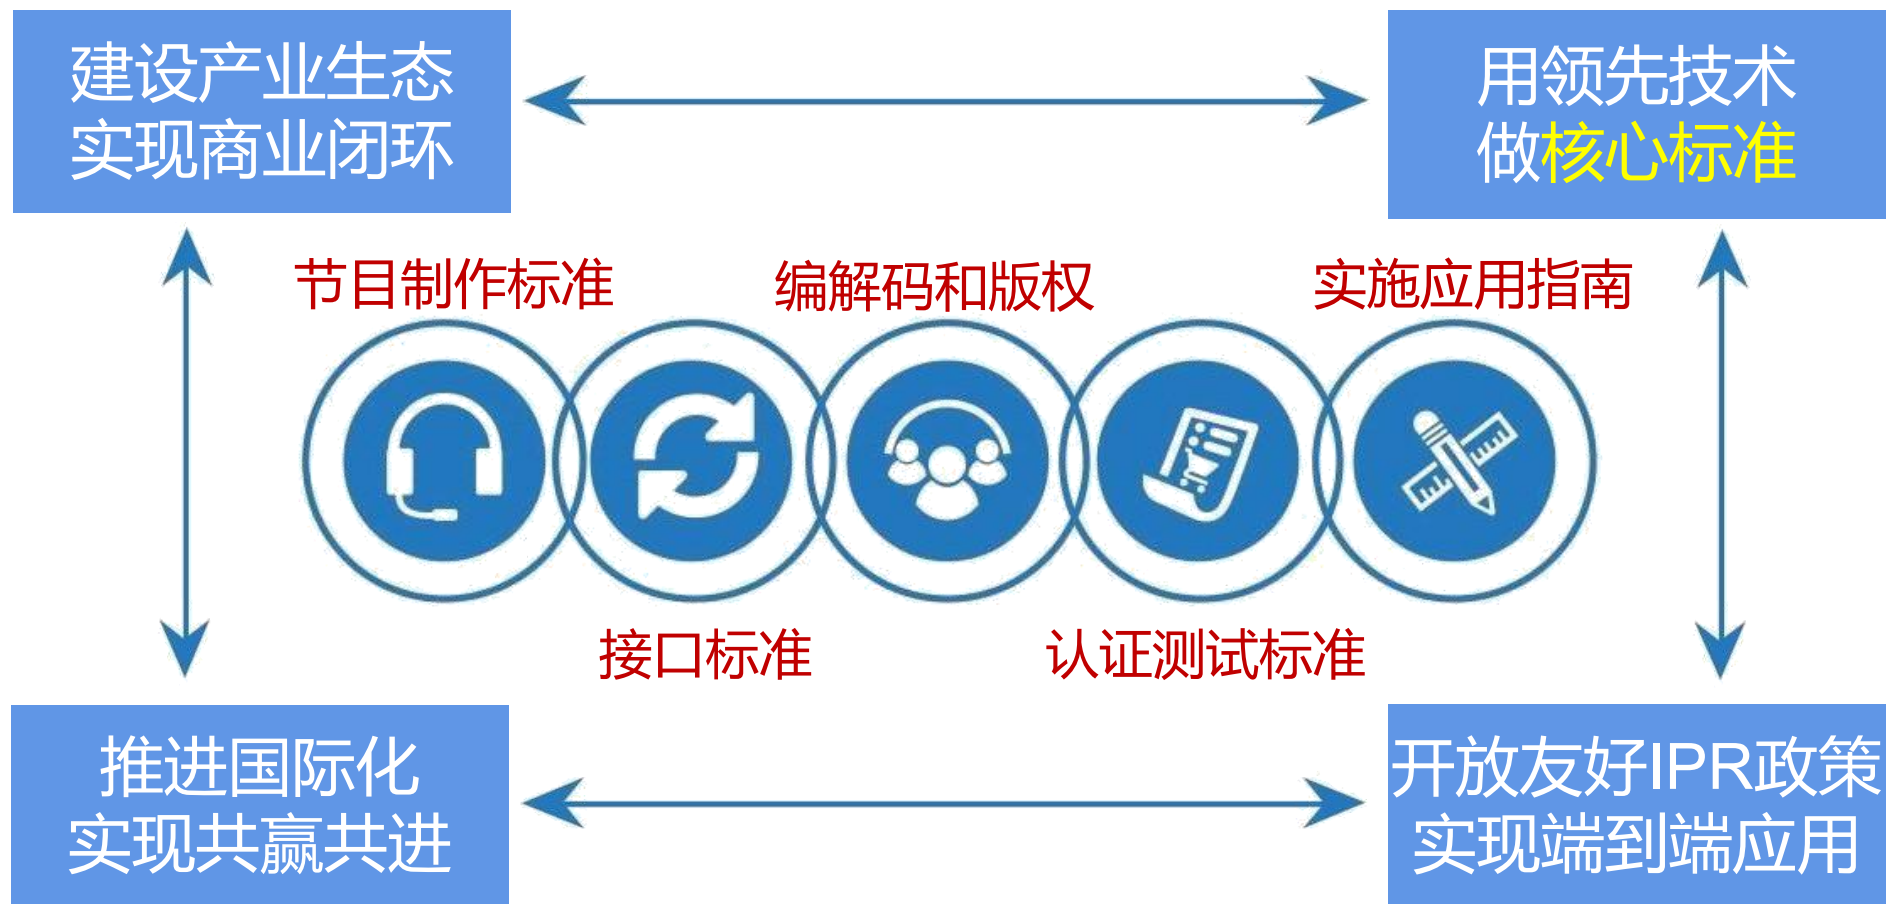 建设产业生态
实现商业闭环
用领先技术
做核心标准
节目制作标准
编解码和版权
实施应用指南
接口标准
认证测试标准
推进国际化
实现共赢共进
开放友好IPR政策
实现端到端应用